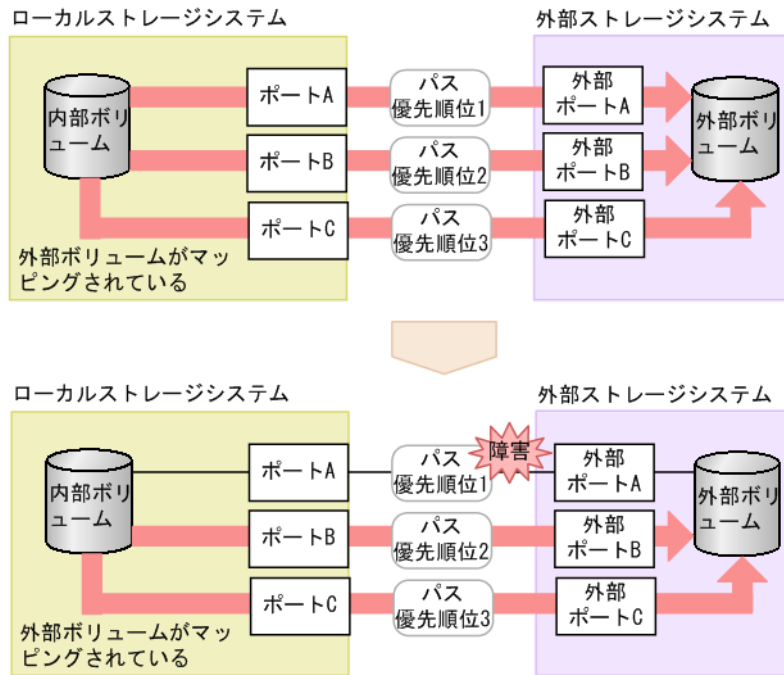 ローカルストレージシステム
外部ストレージシステム
内部ボリ
ューム
ポートA
パス
優先順位1
外部
ポートA
外部ボリ
ューム
ポートB
パス
優先順位2
外部
ポートB
ポートC
パス
優先順位3
外部
ポートC
外部ボリュームがマッ
ピングされている
ローカルストレージシステム
外部ストレージシステム
内部ボリ
ューム
ポートA
パス
優先順位1
障害
外部
ポートA
外部ボリ
ューム
ポートB
パス
優先順位2
外部
ポートB
ポートC
パス
優先順位3
外部
ポートC
外部ボリュームがマッ
ピングされている